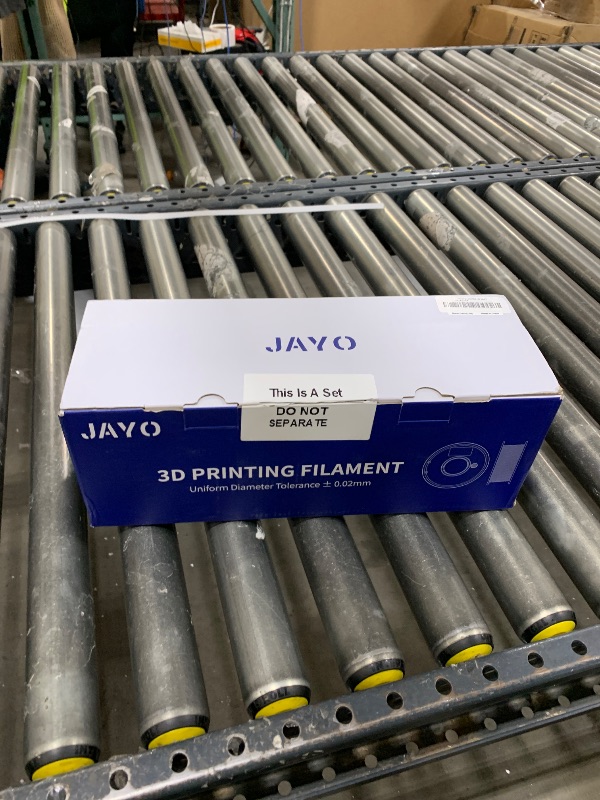 JAYO
This Is A Set
DO NOT
SEPARATE
JAYO
3D PRINTING FILAMENT
Uniform Diameter Tolerance ± 0.02mm